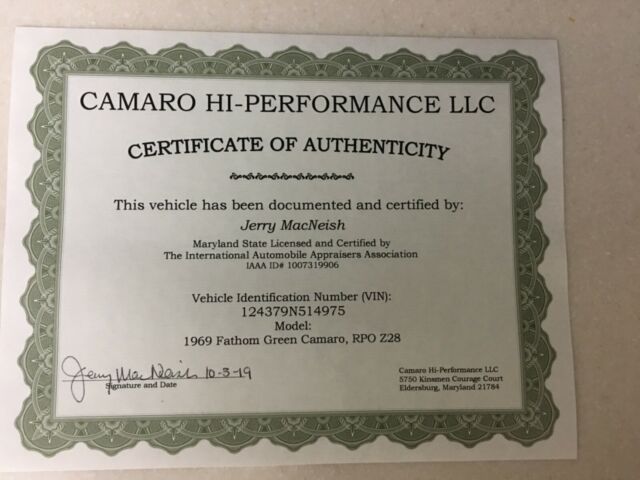 CAMARO HI-PERFORMANCE LLC
CERTIFICATE OF AUTHENTICITY
This vehicle has been documented and certified by:
Jerry MacNeish
Maryland State Licensed and Certified by
The International Automobile Appraisers Association
IAAA ID# 1007319906
Vehicle Identification Number (VIN):
124379N514975
Model:
1969 Fathom Green Camaro, RPO Z28
Jerry MacNeish 10-3-19
Signature and Date
Camaro Hi-Performance LLC
5750 Kinsmen Courage Court
Eldersburg, Maryland 21784